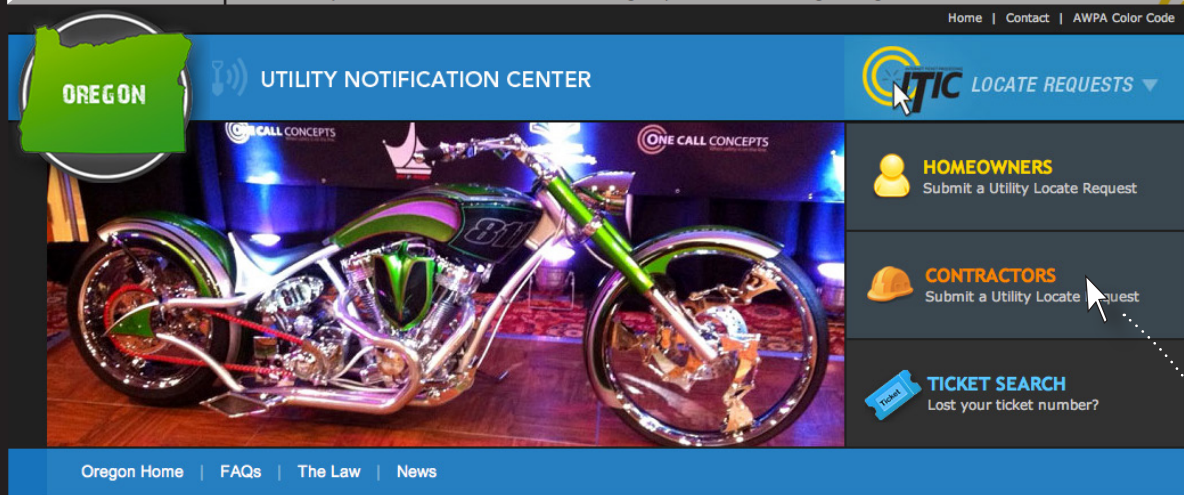 Home | Contact | AWPA Color Code
OREGON
UTILITY NOTIFICATION CENTER
ITIC LOCATE REQUESTS
ONE CALL CONCEPTS
ONE CALL CONCEPTS
811
HOMEOWNERS
Submit a Utility Locate Request
CONTRACTORS
Submit a Utility Locate
Ticket
TICKET SEARCH
Lost your ticket number?
Oregon Home | FAQs | The Law | News